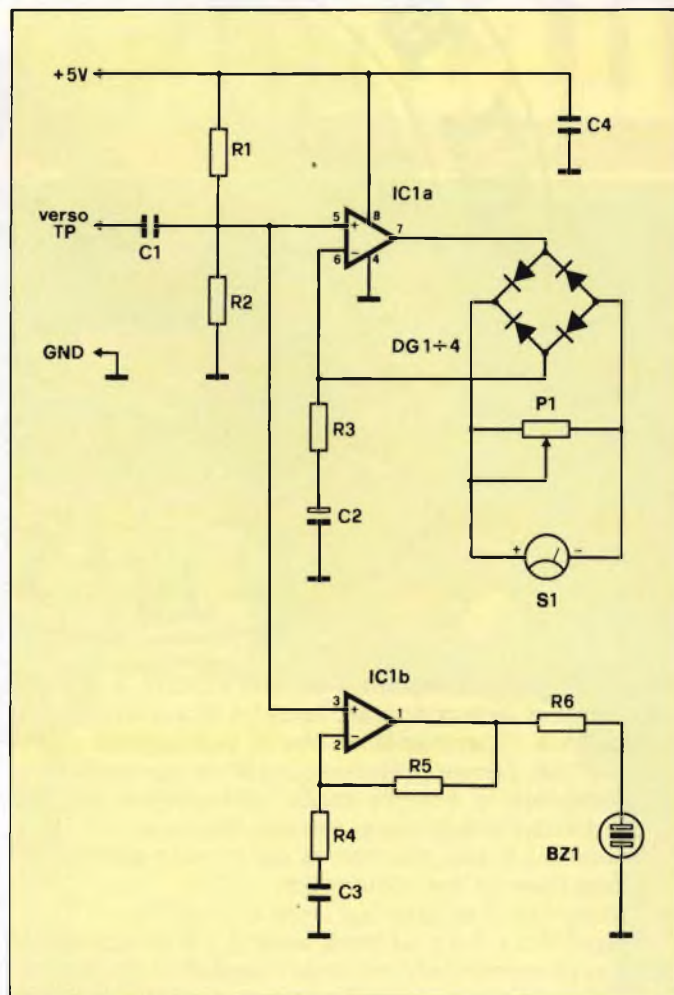 +5V
C4
R1
IC1a
verso
TP
C1
5
+
8
7
6
-
4
R2
GND
DG1÷4
P1
R3
C2
+
-
S1
IC1b
3
+
1
R6
2
-
R5
R4
BZ1
C3